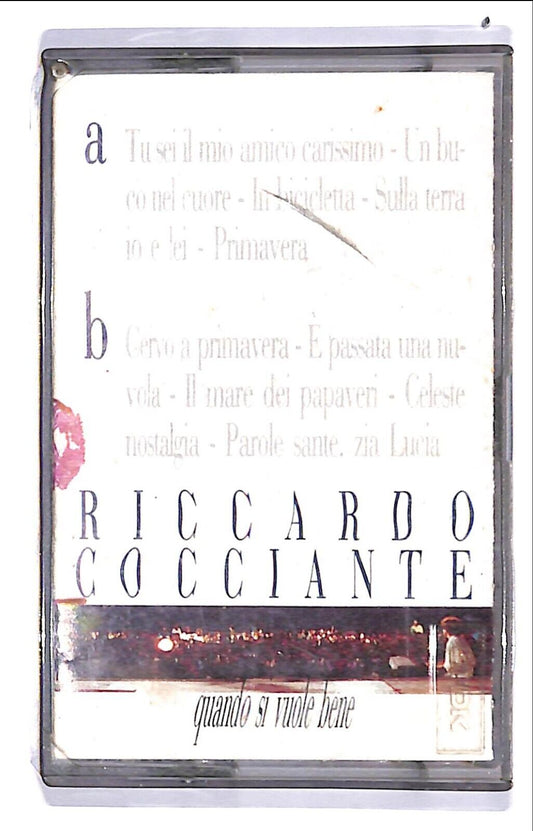 a Tu sei il mio amico carissimo - Un bu-
co nel cuore - In bicicletta - Sulla terra
io e lei - Primavera
b Cervo a primavera - È passata una nu-
vola - Il mare dei papaveri - Celeste
nostalgia - Parole sante, zia Lucia
RICCARDO
COCCIANTE
quando si vuole bene